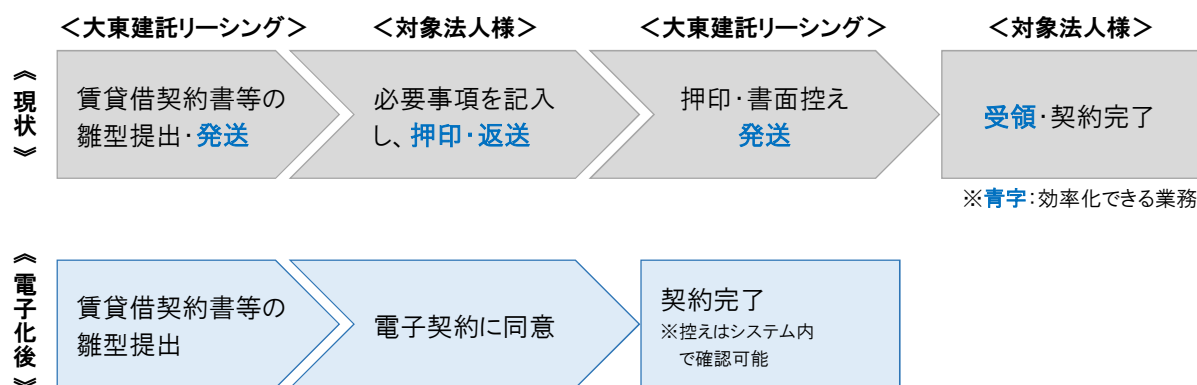 ＜大東建託リーシング＞
＜対象法人様＞
＜大東建託リーシング＞
＜対象法人様＞
《現状》
賃貸借契約書等の
雛型提出・発送
必要事項を記入
し、押印・返送
押印・書面控え
発送
受領・契約完了
※青字：効率化できる業務
《電子化後》
賃貸借契約書等の
雛型提出
電子契約に同意
契約完了
※控えはシステム内
で確認可能